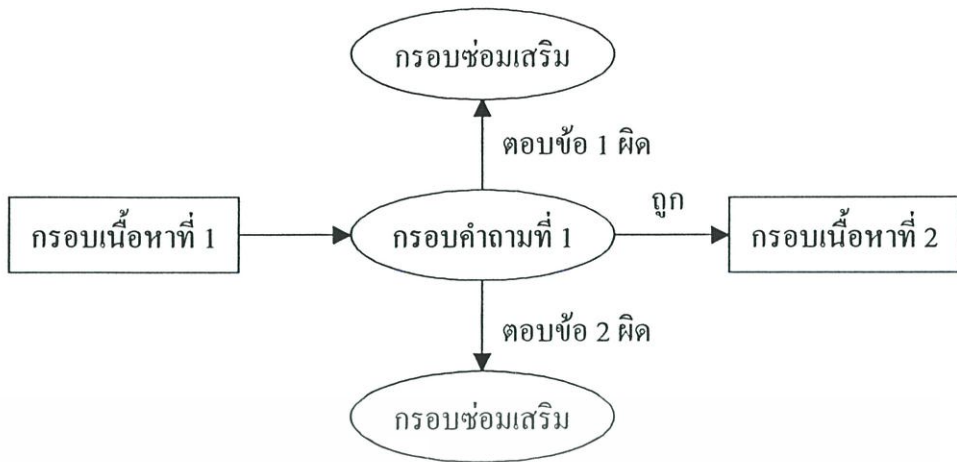 กรอบซ่อมเสริม
ตอบข้อ 1 ผิด
ถูก
กรอบเนื้อหาที่ 1
กรอบคำถามที่ 1
กรอบเนื้อหาที่ 2
ตอบข้อ 2 ผิด
กรอบซ่อมเสริม